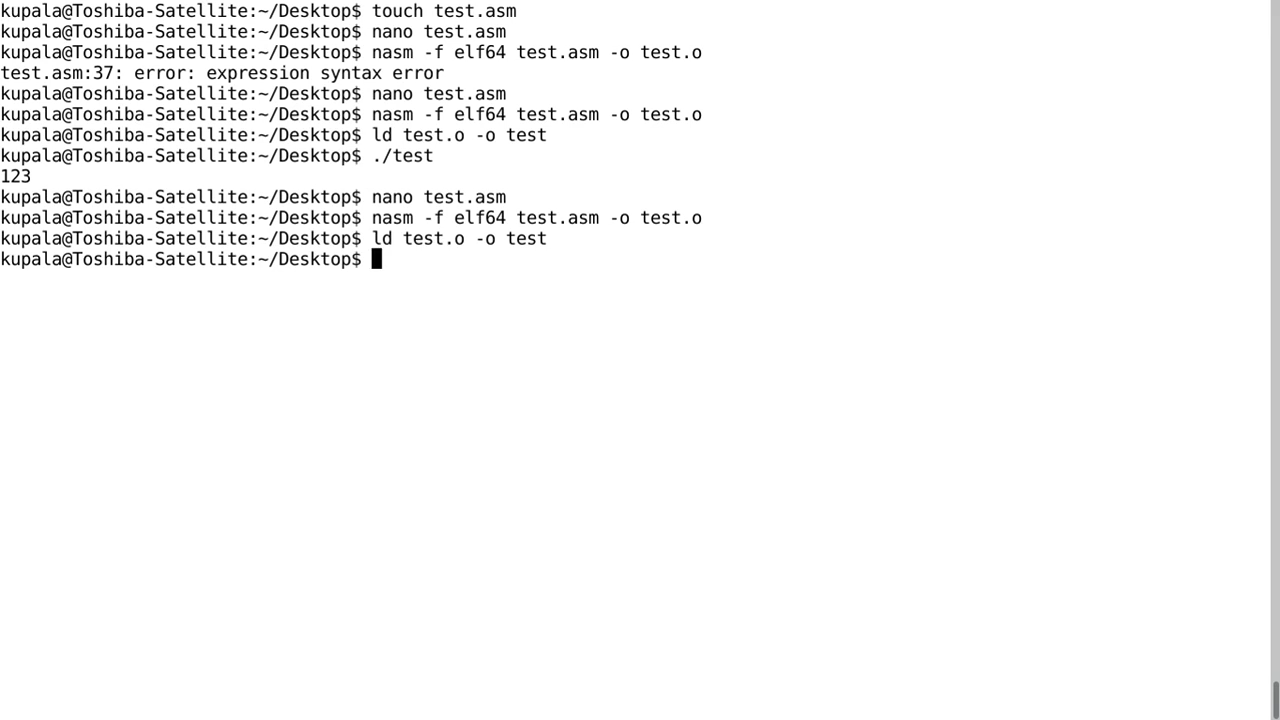 kupala@Toshiba-Satellite:~/Desktop$ touch test.asm
kupala@Toshiba-Satellite:~/Desktop$ nano test.asm
kupala@Toshiba-Satellite:~/Desktop$ nasm -f elf64 test.asm -o test.o
test.asm:37: error: expression syntax error
kupala@Toshiba-Satellite:~/Desktop$ nano test.asm
kupala@Toshiba-Satellite:~/Desktop$ nasm -f elf64 test.asm -o test.o
kupala@Toshiba-Satellite:~/Desktop$ ld test.o -o test
kupala@Toshiba-Satellite:~/Desktop$ ./test
123
kupala@Toshiba-Satellite:~/Desktop$ nano test.asm
kupala@Toshiba-Satellite:~/Desktop$ nasm -f elf64 test.asm -o test.o
kupala@Toshiba-Satellite:~/Desktop$ ld test.o -o test
kupala@Toshiba-Satellite:~/Desktop$